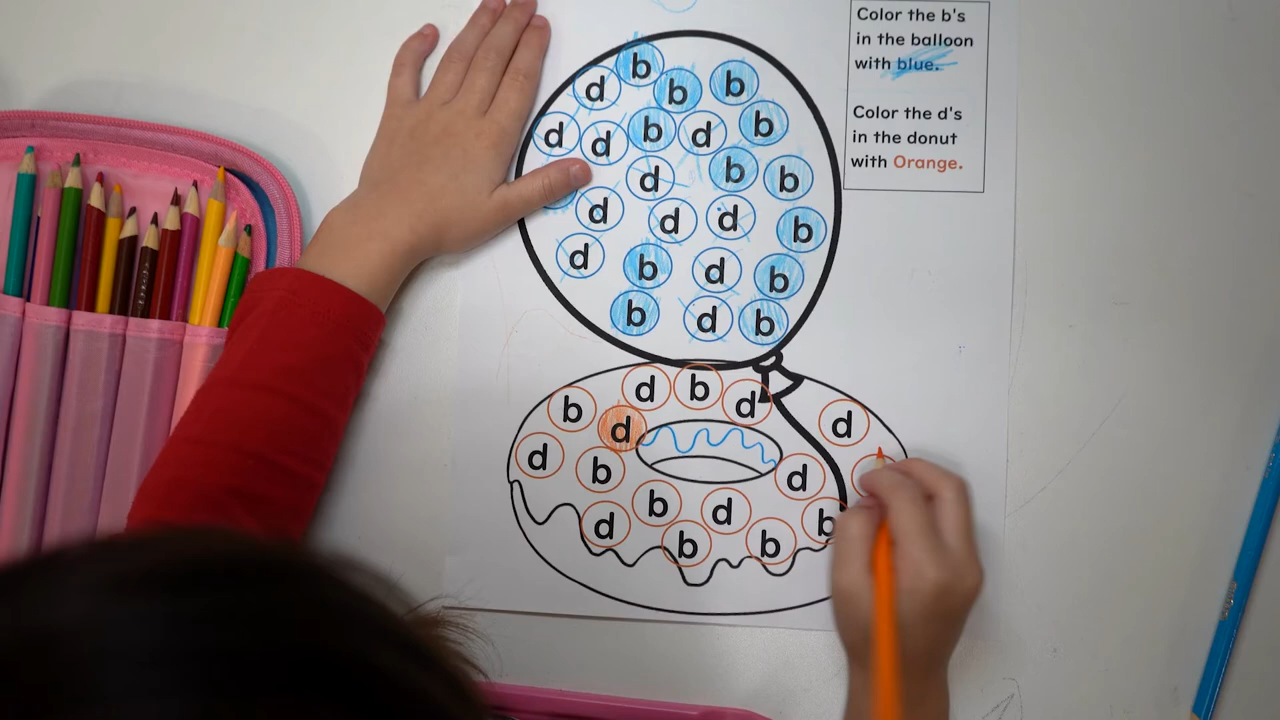 Color the b's
in the balloon
with blue.
Color the d's
in the donut
with Orange.
b
d b b
d d b d b
d b b
d d d b
d b d b
b d b
d b d
b d d
d b d
b d
d b b b